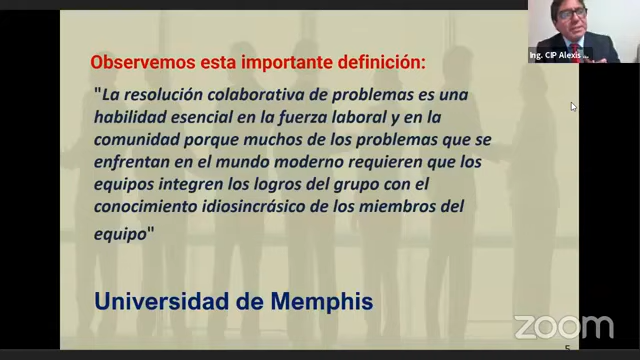 Observemos esta importante definición:
"La resolución colaborativa de problemas es una
habilidad esencial en la fuerza laboral y en la
comunidad porque muchos de los problemas que se
enfrentan en el mundo moderno requieren que los
equipos integren los logros del grupo con el
conocimiento idiosincrásico de los miembros del
equipo"
Universidad de Memphis
Ing. CIP Alexis
zoom
5